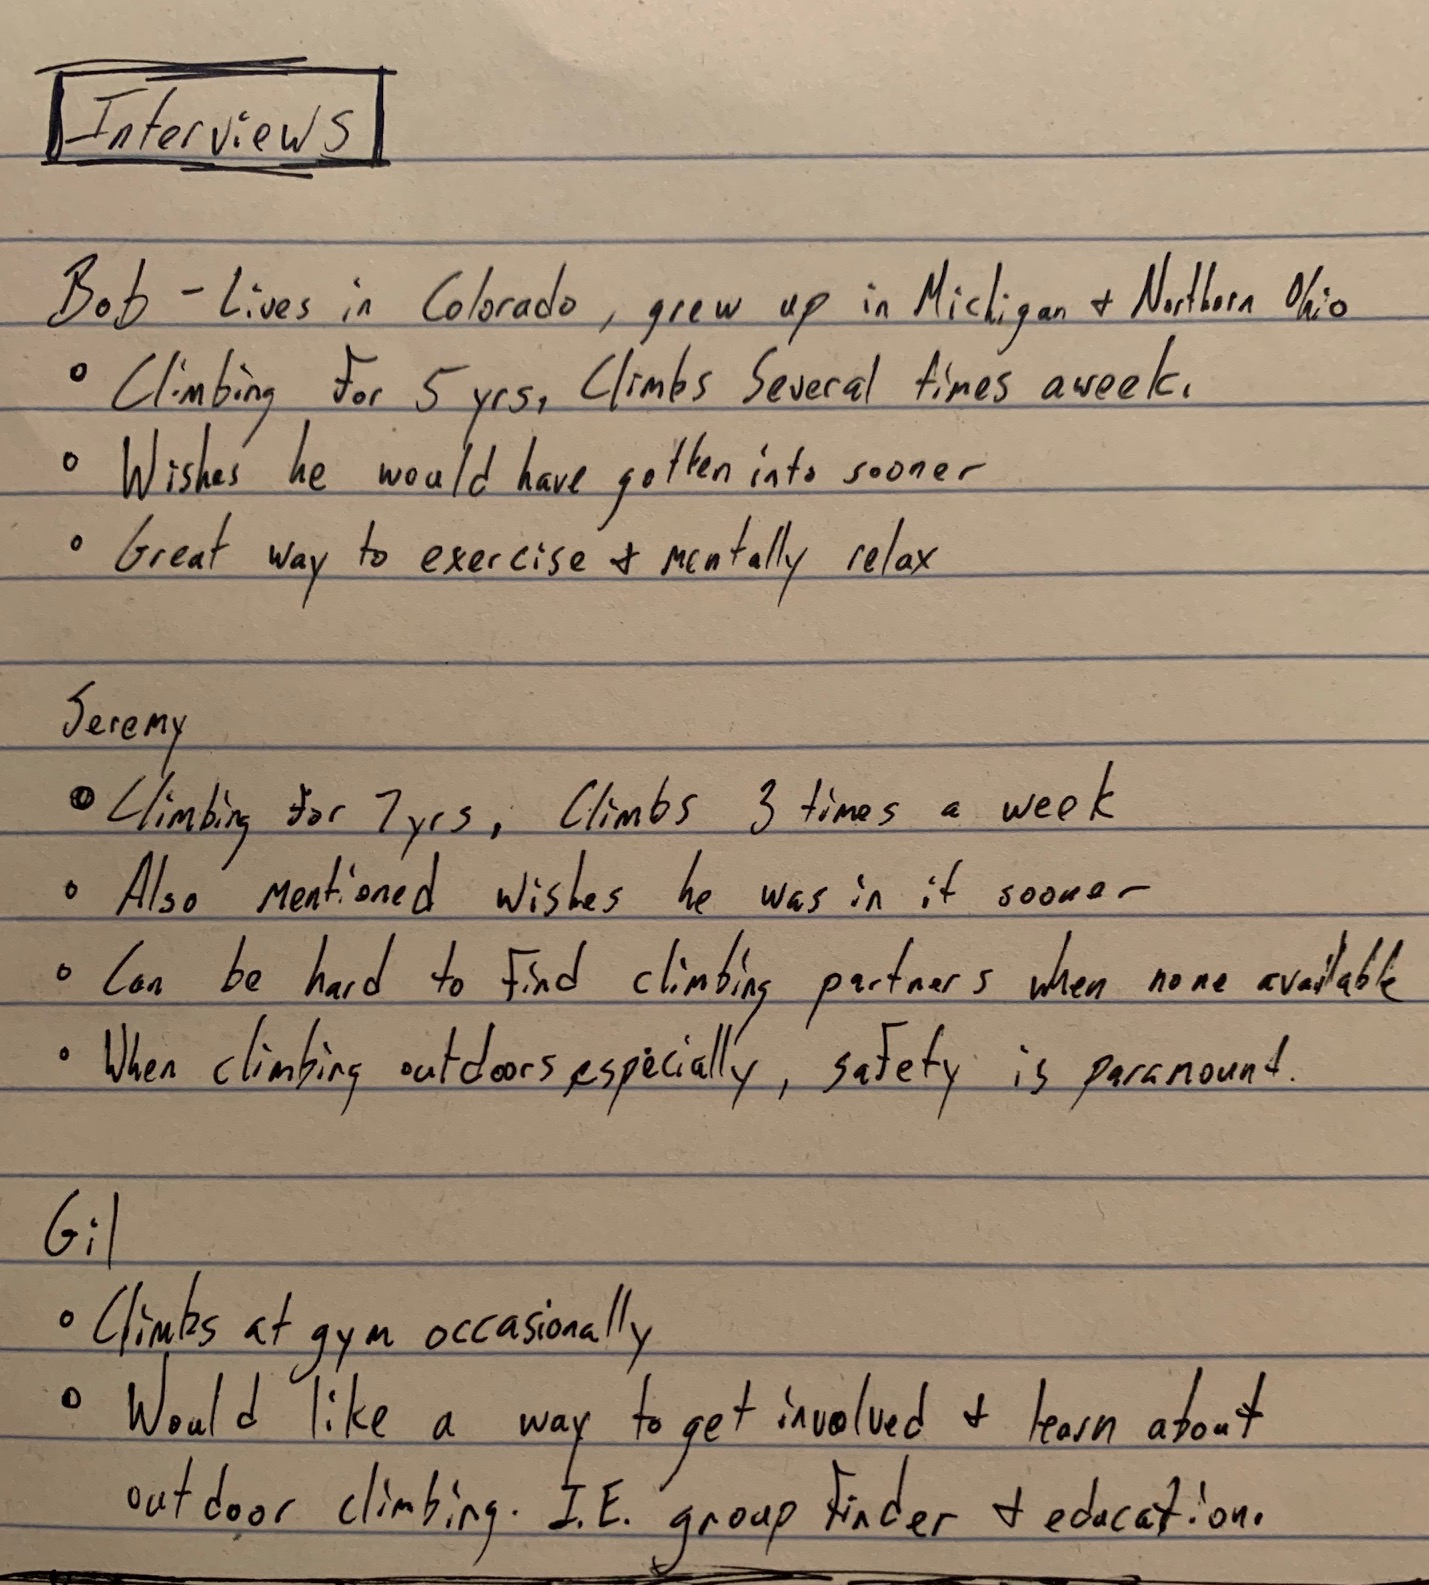 Interviews
Bob - Lives in Colorado, grew up in Michigan & Northern Ohio
• Climbing for 5 yrs, Climbs Several times a week.
• Wishes he would have gotten into sooner
• Great way to exercise & mentally relax
Jeremy
• Climbing for 7 yrs, Climbs 3 times a week
• Also mentioned wishes he was in it sooner
• Can be hard to find climbing partners when none available
• When climbing outdoors especially, safety is paramount.
Gil
• Climbs at gym occasionally
• Would like a way to get involved & learn about
outdoor climbing. I.E. group finder & education.